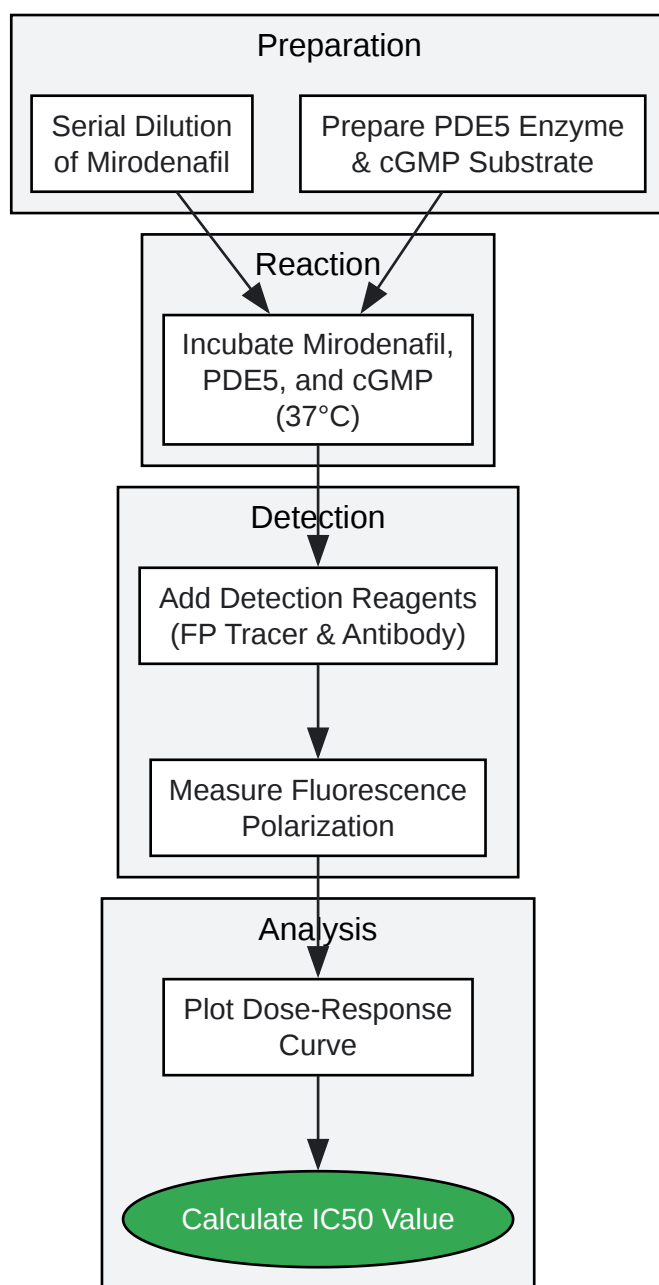 Preparation
Serial Dilution
of Mirodenafil
Prepare PDE5 Enzyme
& cGMP Substrate
Reaction
Incubate Mirodenafil,
PDE5, and cGMP
(37°C)
Detection
Add Detection Reagents
(FP Tracer & Antibody)
Measure Fluorescence
Polarization
Analysis
Plot Dose-Response
Curve
Calculate IC50 Value